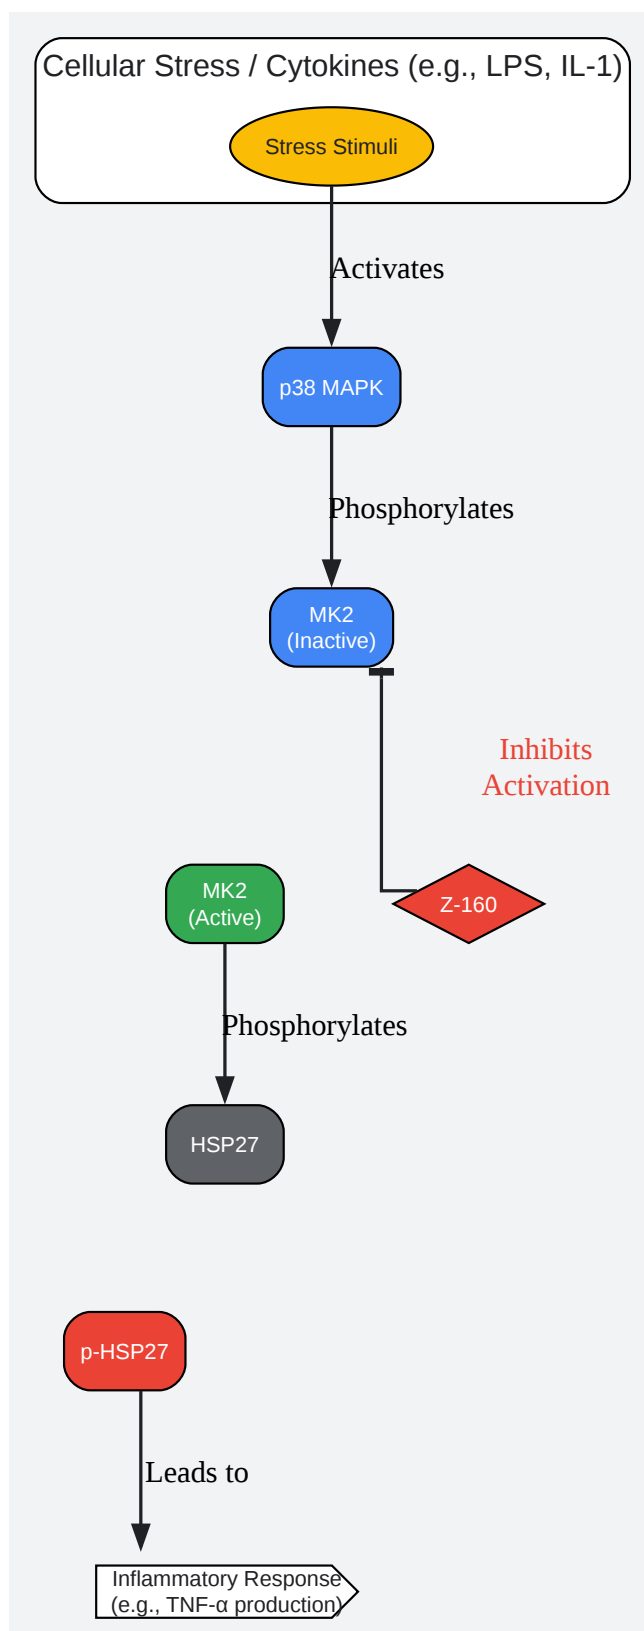 Cellular Stress / Cytokines (e.g., LPS, IL-1)
Stress Stimuli
Activates
p38 MAPK
Phosphorylates
MK2
(Inactive)
Inhibits
Activation
MK2
(Active)
Z-160
Phosphorylates
HSP27
p-HSP27
Leads to
Inflammatory Response
(e.g., TNF-α production)